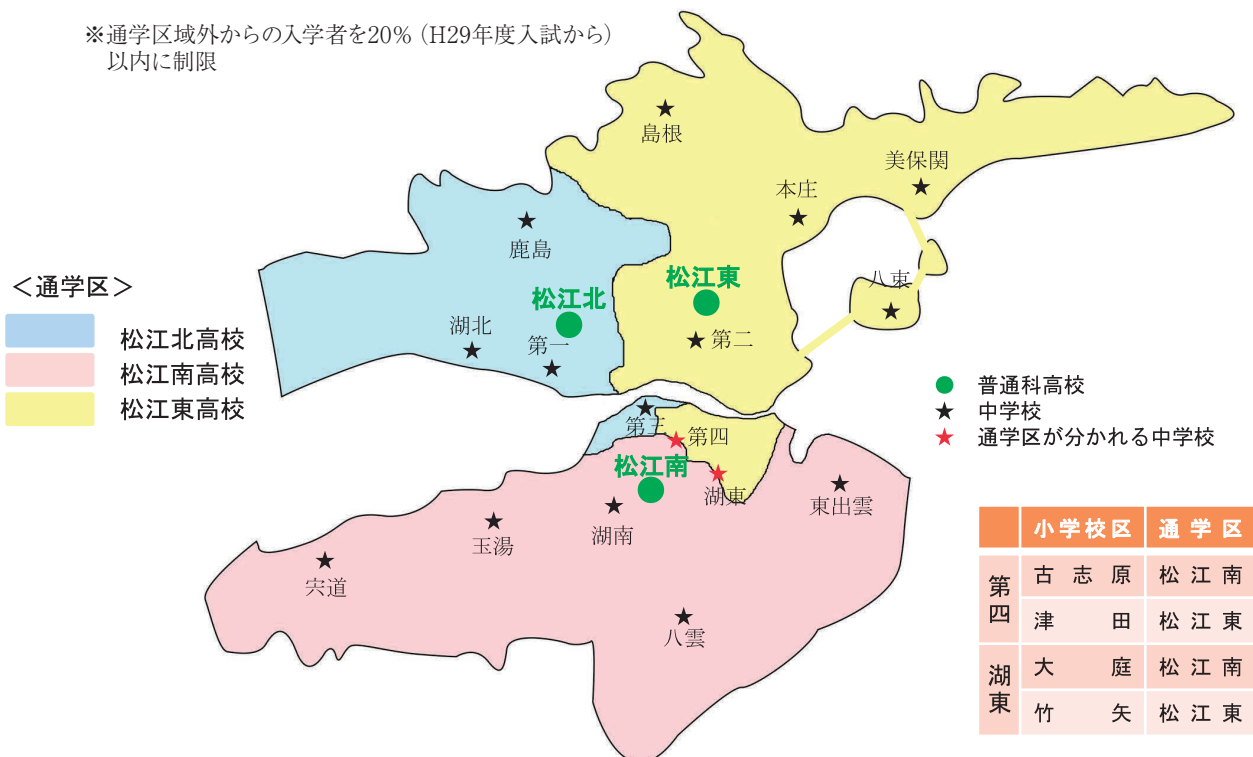 ※通学区域外からの入学者を20%（H29年度入試から）
以内に制限
島根
美保関
本庄
鹿島
八束
松江東
松江北
湖北
第一
第二
＜通学区＞
松江北高校
松江南高校
松江東高校
普通科高校
中学校
通学区が分かれる中学校
第三
第四
松江南
湖東
東出雲
湖南
玉湯
宍道
八雲
小学校区 通学区
第四 古志原 松江南
津田 松江東
湖東 大庭 松江南
竹矢 松江東